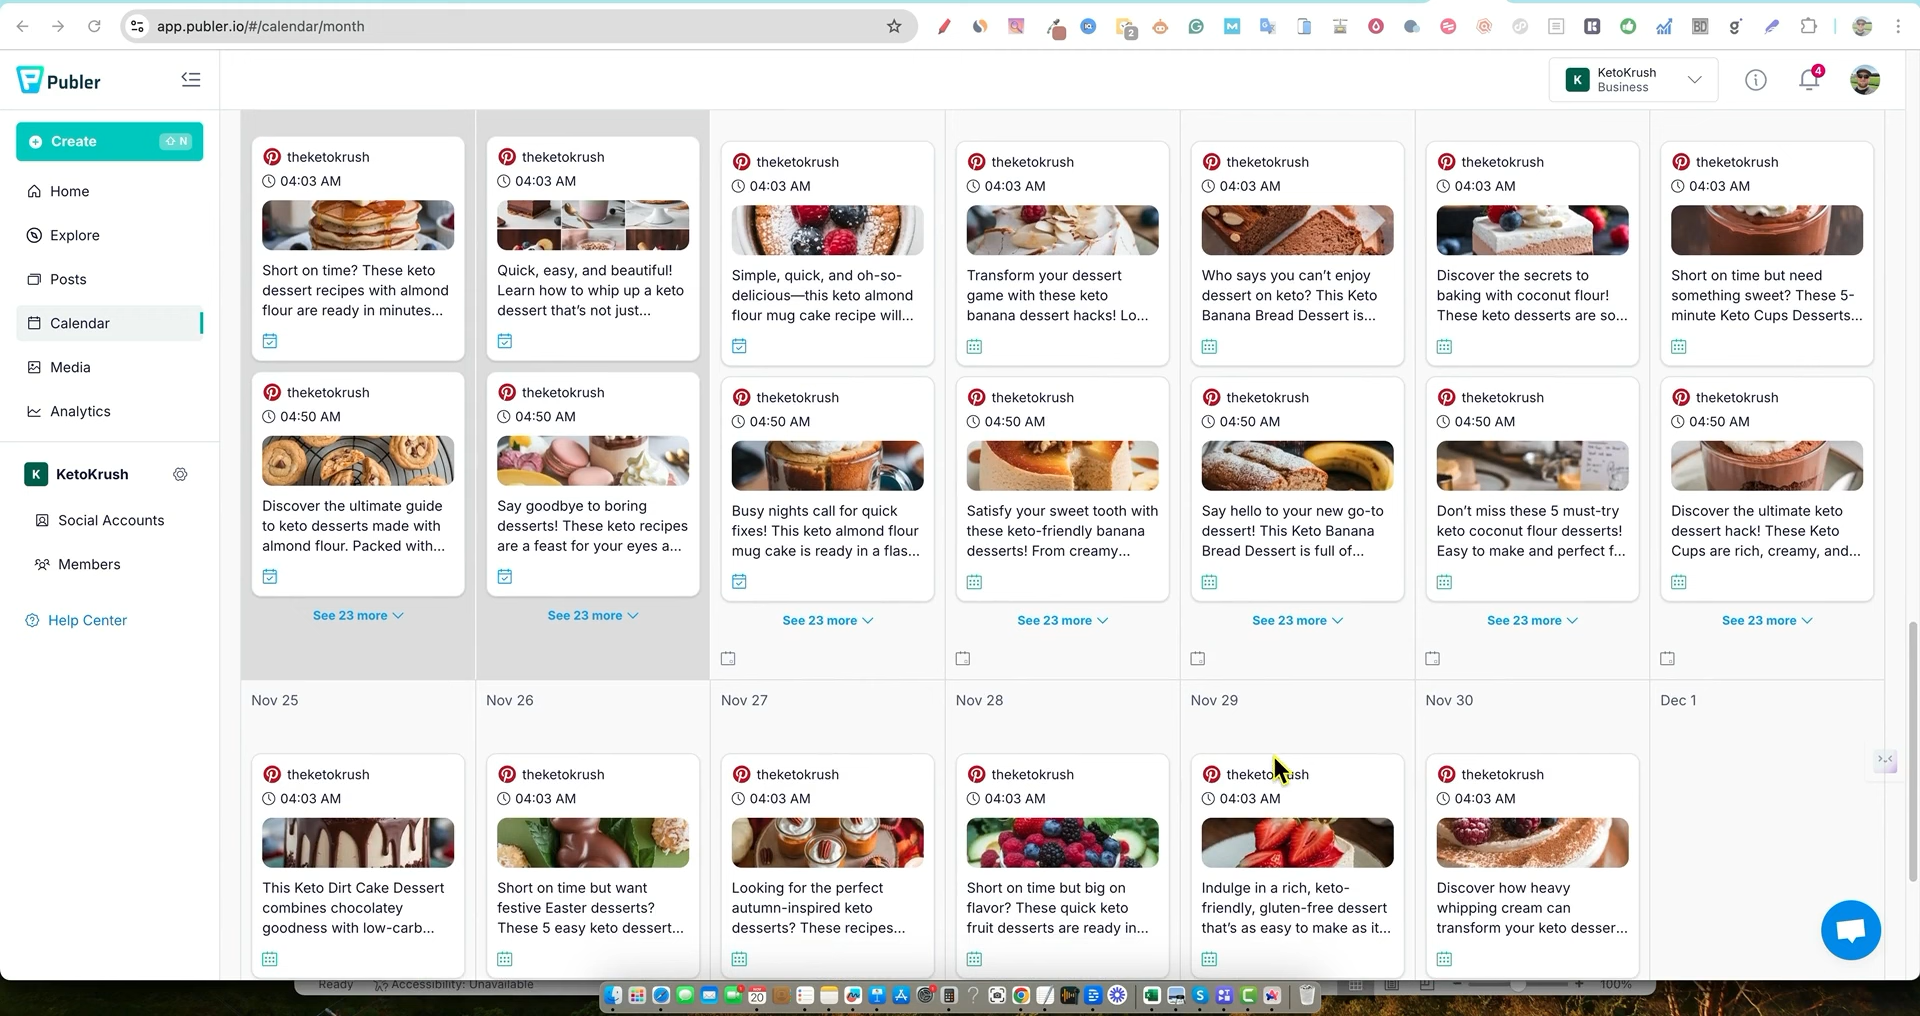 app.publer.io/#/calendar/month
2
Publer
K
KetoKrush
Business
4
Create
N
Home
Explore
Posts
Calendar
Media
Analytics
K
KetoKrush
Social Accounts
Members
Help Center
theketokrush
04:03 AM
Short on time? These keto
dessert recipes with almond
flour are ready in minutes...
theketokrush
04:03 AM
Quick, easy, and beautiful!
Learn how to whip up a keto
dessert that's not just...
theketokrush
04:03 AM
Simple, quick, and oh-so-
delicious—this keto almond
flour mug cake recipe will...
theketokrush
04:03 AM
Transform your dessert
game with these keto
banana dessert hacks! Lo...
theketokrush
04:03 AM
Who says you can't enjoy
dessert on keto? This Keto
Banana Bread Dessert is...
theketokrush
04:03 AM
Discover the secrets to
baking with coconut flour!
These keto desserts are so...
theketokrush
04:03 AM
Short on time but need
something sweet? These 5-
minute Keto Cups Desserts...
theketokrush
04:50 AM
Discover the ultimate guide
to keto desserts made with
almond flour. Packed with...
theketokrush
04:50 AM
Say goodbye to boring
desserts! These keto recipes
are a feast for your eyes a...
theketokrush
04:50 AM
Busy nights call for quick
fixes! This keto almond flour
mug cake is ready in a flas...
theketokrush
04:50 AM
Satisfy your sweet tooth with
these keto-friendly banana
desserts! From creamy...
theketokrush
04:50 AM
Say hello to your new go-to
dessert! This Keto Banana
Bread Dessert is full of...
theketokrush
04:50 AM
Don't miss these 5 must-try
keto coconut flour desserts!
Easy to make and perfect f...
theketokrush
04:50 AM
Discover the ultimate keto
dessert hack! These Keto
Cups are rich, creamy, and...
See 23 more
See 23 more
See 23 more
See 23 more
See 23 more
See 23 more
See 23 more
Nov 25
Nov 26
Nov 27
Nov 28
Nov 29
Nov 30
Dec 1
theketokrush
04:03 AM
This Keto Dirt Cake Dessert
combines chocolatey
goodness with low-carb...
theketokrush
04:03 AM
Short on time but want
festive Easter desserts?
These 5 easy keto dessert...
theketokrush
04:03 AM
Looking for the perfect
autumn-inspired keto
desserts? These recipes...
theketokrush
04:03 AM
Short on time but big on
flavor? These quick keto
fruit desserts are ready in...
theketokrush
04:03 AM
Indulge in a rich, keto-
friendly, gluten-free dessert
that's as easy to make as it...
theketokrush
04:03 AM
Discover how heavy
whipping cream can
transform your keto desser...
Ready
Accessibility: Unavailable
20
100%